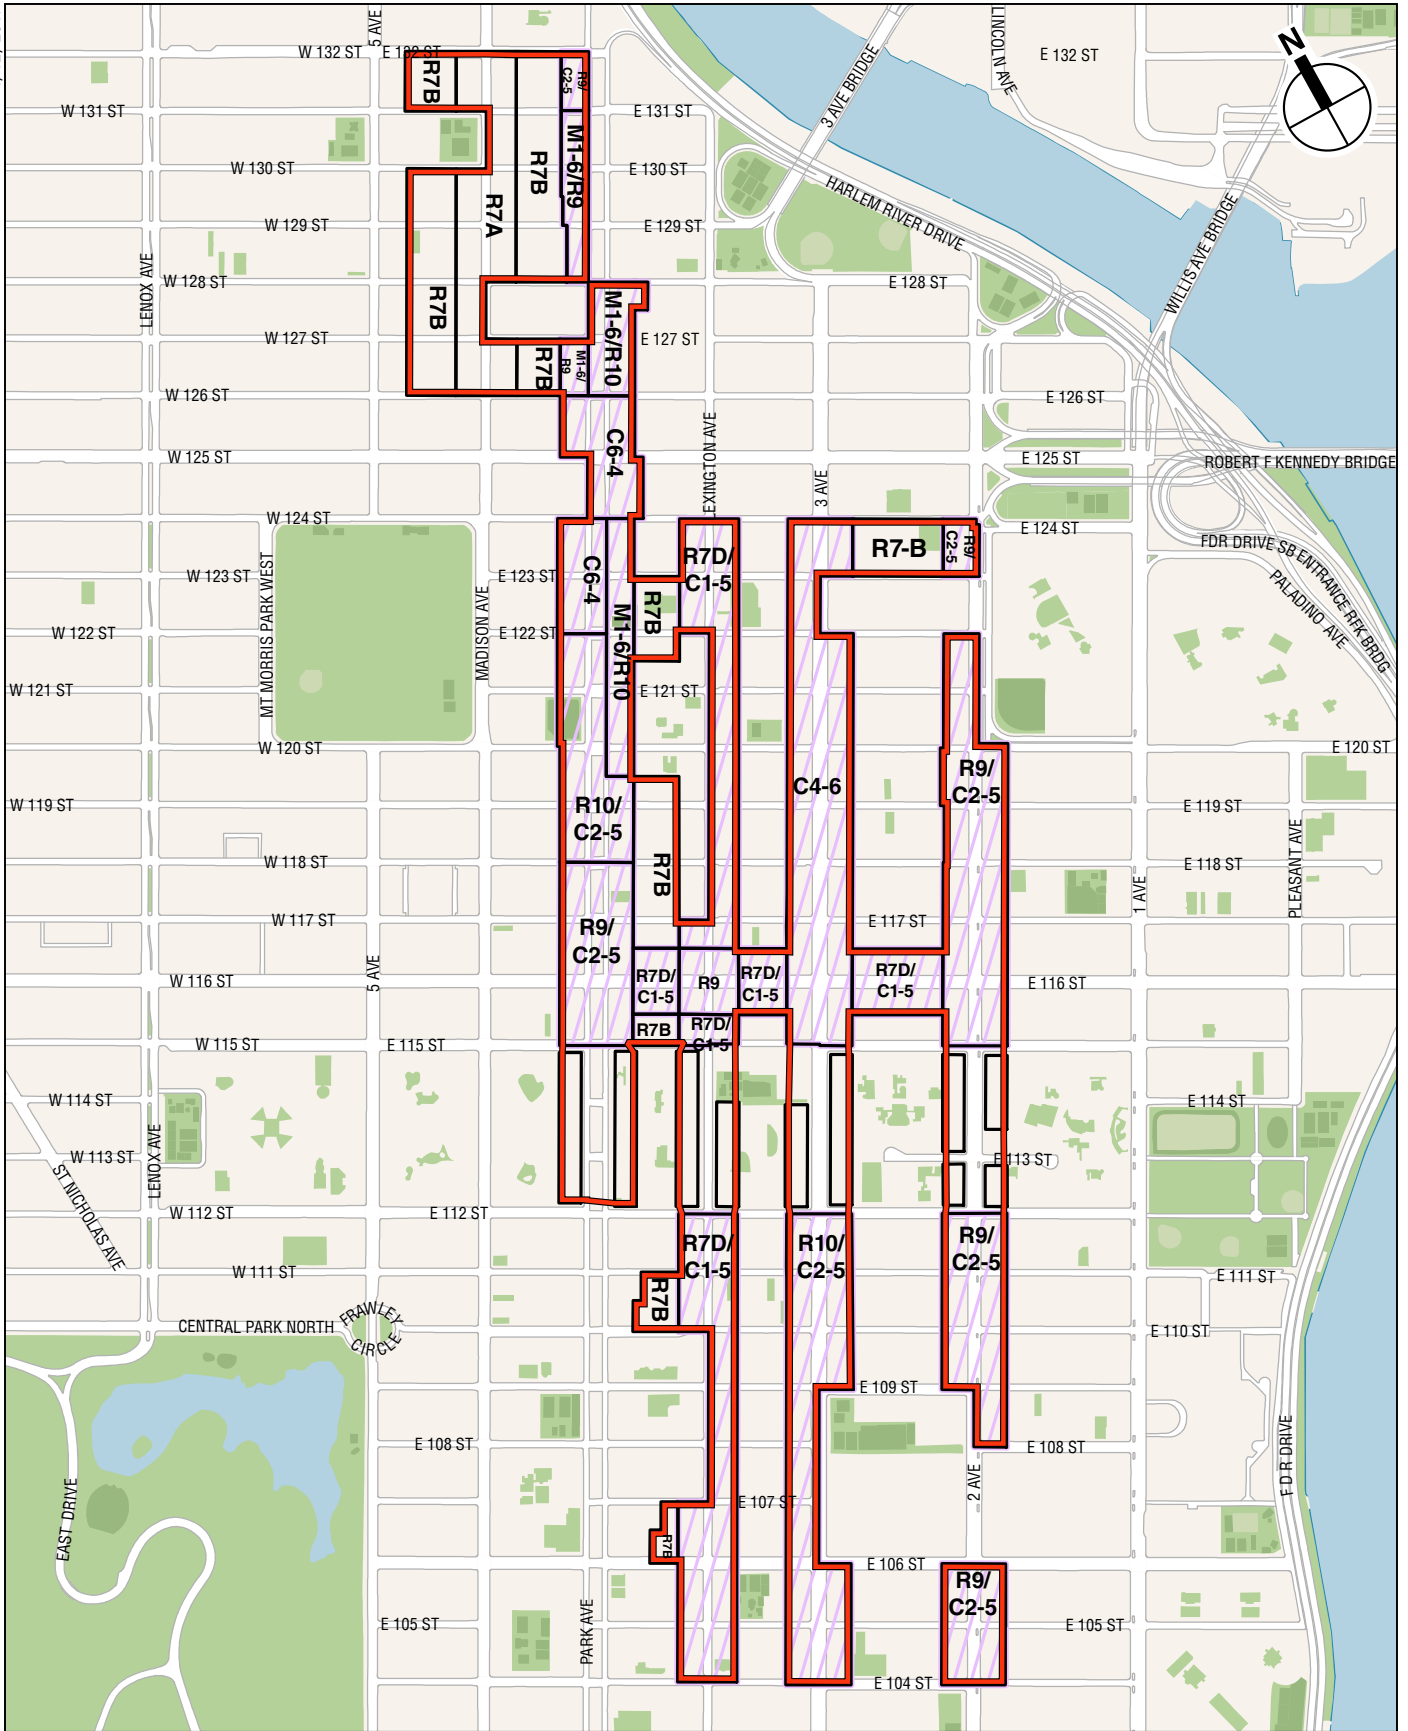 5 AVE
LINCOLN AVE
N
W 132 ST
E 132 ST
E 132 ST
3 AVE BRIDGE
R7B
R9/
C2-5
W 131 ST
E 131 ST
M1-6/R9
R7B
W 130 ST
E 130 ST
HARLEM RIVER DRIVE
R7A
W 129 ST
E 129 ST
WILLIS AVE BRIDGE
LENOX AVE
W 128 ST
E 128 ST
R7B
M1-6/R10
W 127 ST
E 127 ST
R7B
M1-6/
R9
W 126 ST
E 126 ST
C6-4
LEXINGTON AVE
W 125 ST
E 125 ST
ROBERT F KENNEDY BRIDGE
3 AVE
W 124 ST
E 124 ST
R7-B
R9/
C2-5
FDR DRIVE SB ENTRANCE RFK BRDG
R7D/
C1-5
W 123 ST
E 123 ST
C6-4
PALADINO AVE
MT MORRIS PARK WEST
MADISON AVE
R7B
W 122 ST
E 122 ST
M1-6/R10
W 121 ST
E 121 ST
W 120 ST
E 120 ST
C4-6
R9/
C2-5
W 119 ST
E 119 ST
R10/
C2-5
W 118 ST
E 118 ST
PLEASANT AVE
1 AVE
R7B
W 117 ST
E 117 ST
R9/
C2-5
5 AVE
W 116 ST
R7D/
C1-5
R9
R7D/
C1-5
R7D/
C1-5
E 116 ST
R7B
R7D/
C1-5
W 115 ST
E 115 ST
W 114 ST
E 114 ST
LENOX AVE
W 113 ST
E 113 ST
ST NICHOLAS AVE
W 112 ST
E 112 ST
R7D/
C1-5
R10/
C2-5
R9/
C2-5
W 111 ST
E 111 ST
R7B
FRAWLEY
CIRCLE
CENTRAL PARK NORTH
E 110 ST
E 109 ST
E 108 ST
E 108 ST
F D R DRIVE
2 AVE
E 107 ST
EAST DRIVE
R7B
E 106 ST
R9/
C2-5
PARK AVE
E 105 ST
E 105 ST
E 104 ST